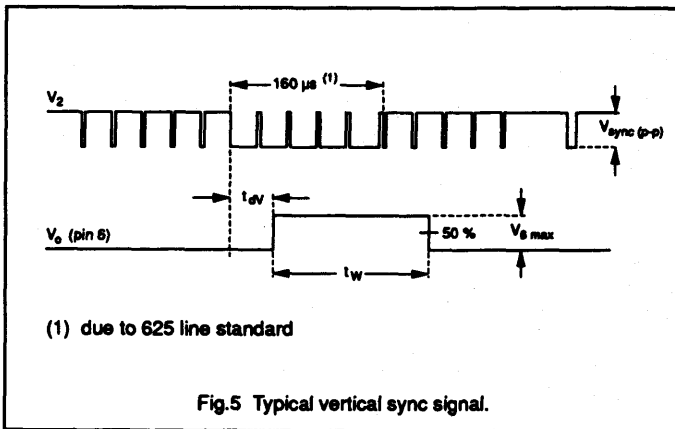 160 µs (1)
V2
Vsync (p-p)
tdV
Vo (pin 6)
50 %
V6 max
tW
(1) due to 625 line standard
Fig.5 Typical vertical sync signal.